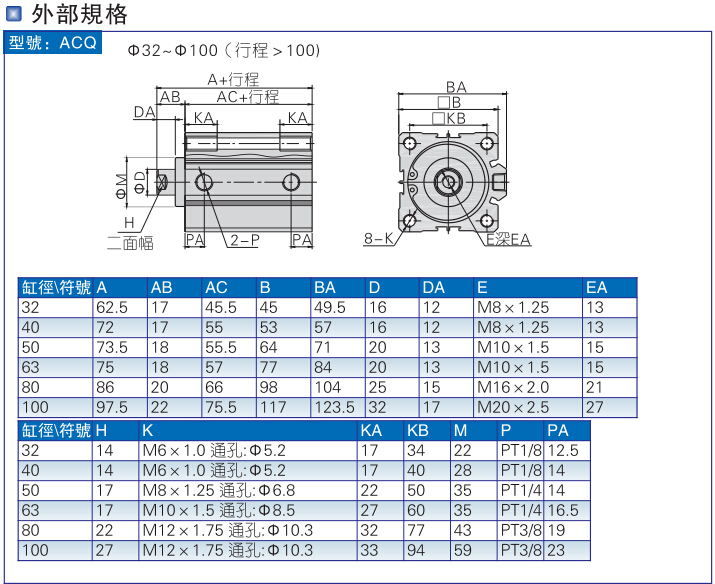 外部規格
型號：ACQ
Φ32~Φ100（行程＞100）
A+行程
AB AC+行程
DA KA KA
ΦM ΦD
H
二面幅
PA 2-P PA
BA
□B
□KB
8-K E深EA
缸徑\符號 A AB AC B BA D DA E EA
32 62.5 17 45.5 45 49.5 16 12 M8×1.25 13
40 72 17 55 53 57 16 12 M8×1.25 13
50 73.5 18 55.5 64 71 20 13 M10×1.5 15
63 75 18 57 77 84 20 13 M10×1.5 15
80 86 20 66 98 104 25 15 M16×2.0 21
100 97.5 22 75.5 117 123.5 32 17 M20×2.5 27
缸徑\符號 H K KA KB M P PA
32 14 M6×1.0 通孔:Φ5.2 17 34 22 PT1/8 12.5
40 14 M6×1.0 通孔:Φ5.2 17 40 28 PT1/8 14
50 17 M8×1.25 通孔:Φ6.8 22 50 35 PT1/4 14
63 17 M10×1.5 通孔:Φ8.5 27 60 35 PT1/4 16.5
80 22 M12×1.75 通孔:Φ10.3 32 77 43 PT3/8 19
100 27 M12×1.75 通孔:Φ10.3 33 94 59 PT3/8 23